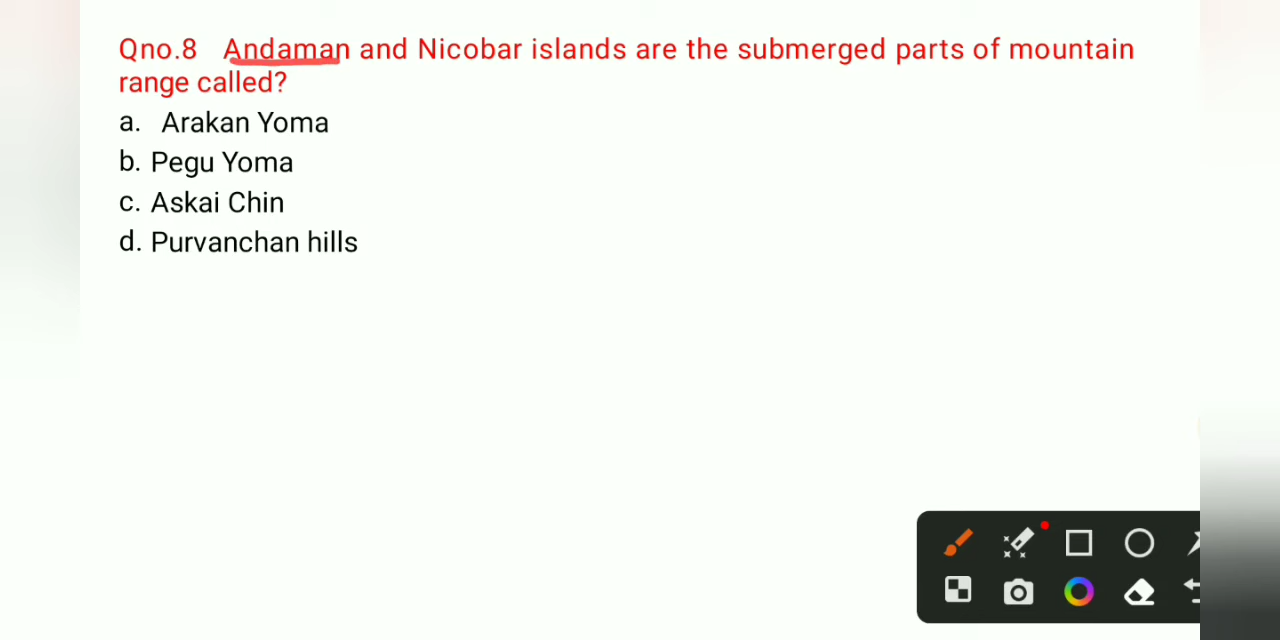 Qno.8 Andaman and Nicobar islands are the submerged parts of mountain
range called?
a. Arakan Yoma
b. Pegu Yoma
c. Askai Chin
d. Purvanchan hills